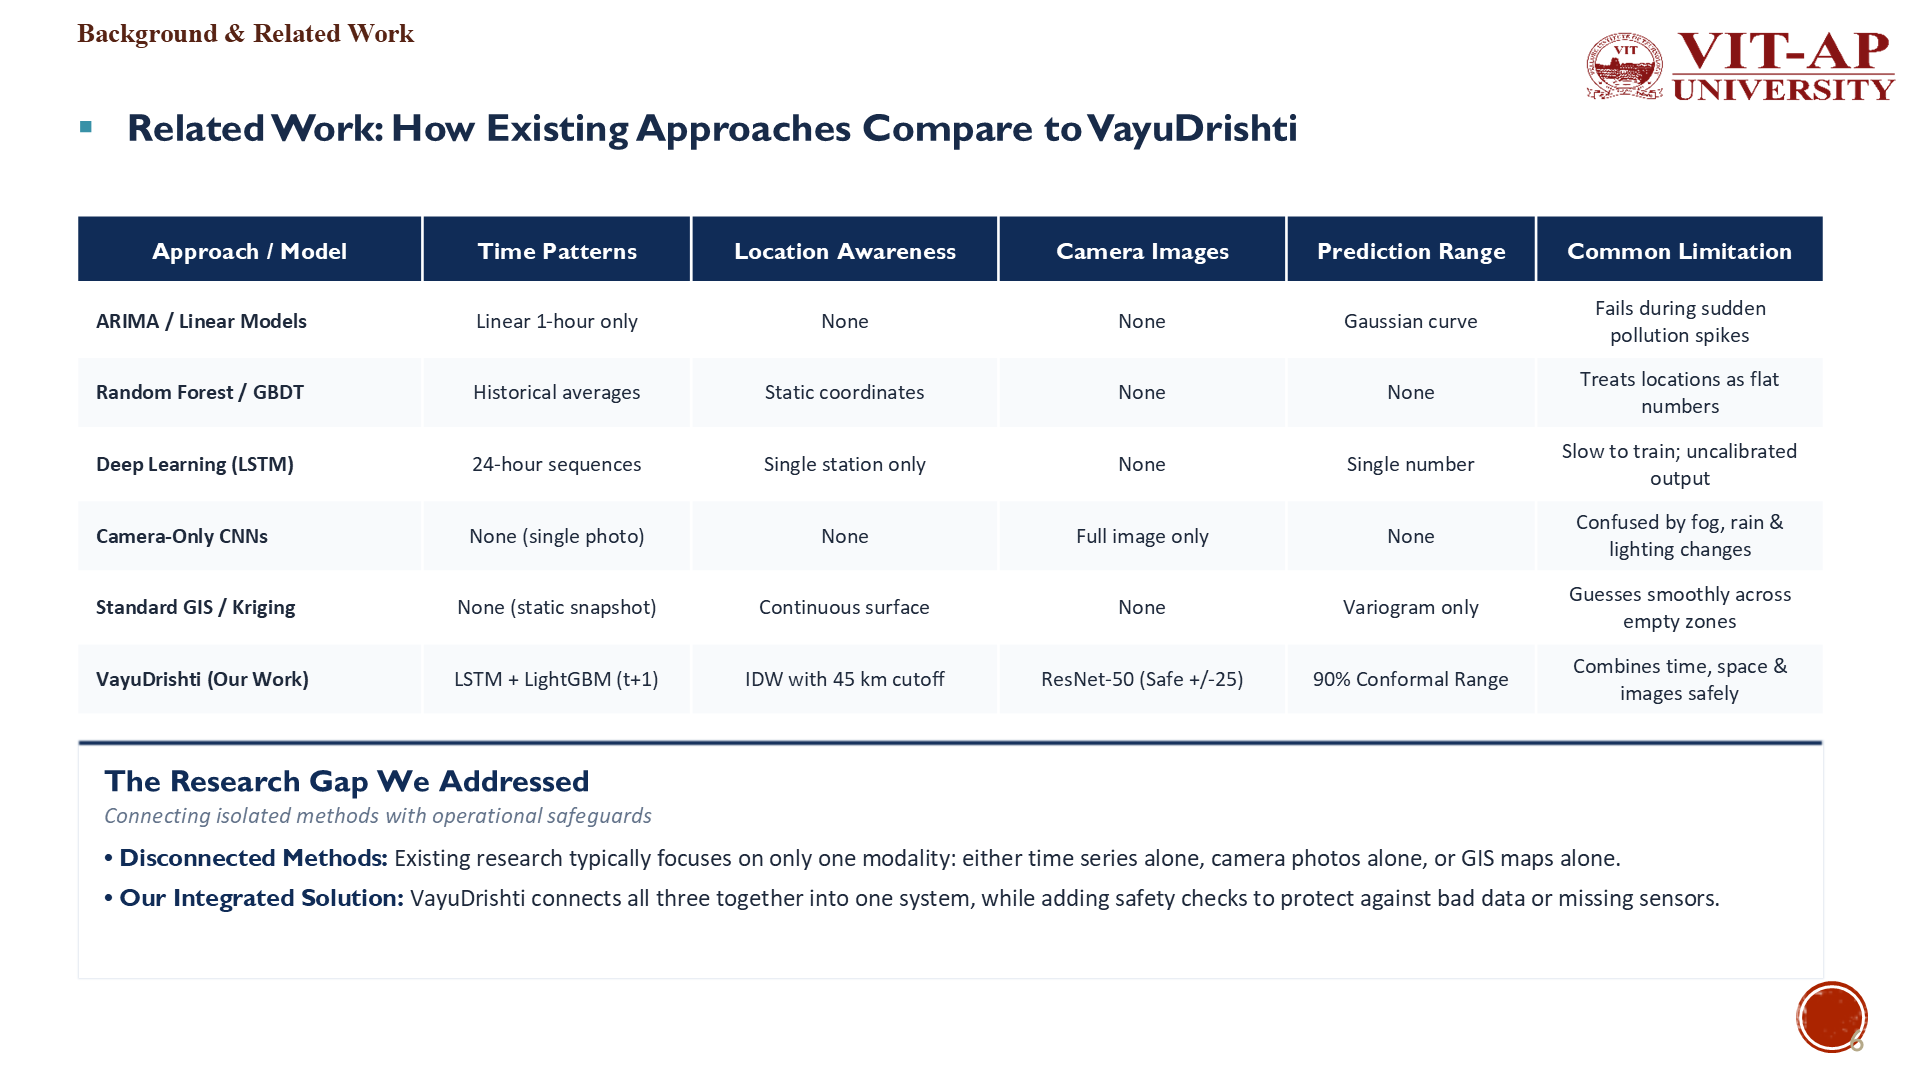 Background & Related Work
VIT
VIT-AP
UNIVERSITY
Related Work: How Existing Approaches Compare to VayuDrishti
Approach / Model Time Patterns Location Awareness Camera Images Prediction Range Common Limitation
ARIMA / Linear Models Linear 1-hour only None None Gaussian curve Fails during sudden
pollution spikes
Random Forest / GBDT Historical averages Static coordinates None None Treats locations as flat
numbers
Deep Learning (LSTM) 24-hour sequences Single station only None Single number Slow to train; uncalibrated
output
Camera-Only CNNs None (single photo) None Full image only None Confused by fog, rain &
lighting changes
Standard GIS / Kriging None (static snapshot) Continuous surface None Variogram only Guesses smoothly across
empty zones
VayuDrishti (Our Work) LSTM + LightGBM (t+1) IDW with 45 km cutoff ResNet-50 (Safe +/-25) 90% Conformal Range Combines time, space &
images safely
The Research Gap We Addressed
Connecting isolated methods with operational safeguards
• Disconnected Methods: Existing research typically focuses on only one modality: either time series alone, camera photos alone, or GIS maps alone.
• Our Integrated Solution: VayuDrishti connects all three together into one system, while adding safety checks to protect against bad data or missing sensors.
6